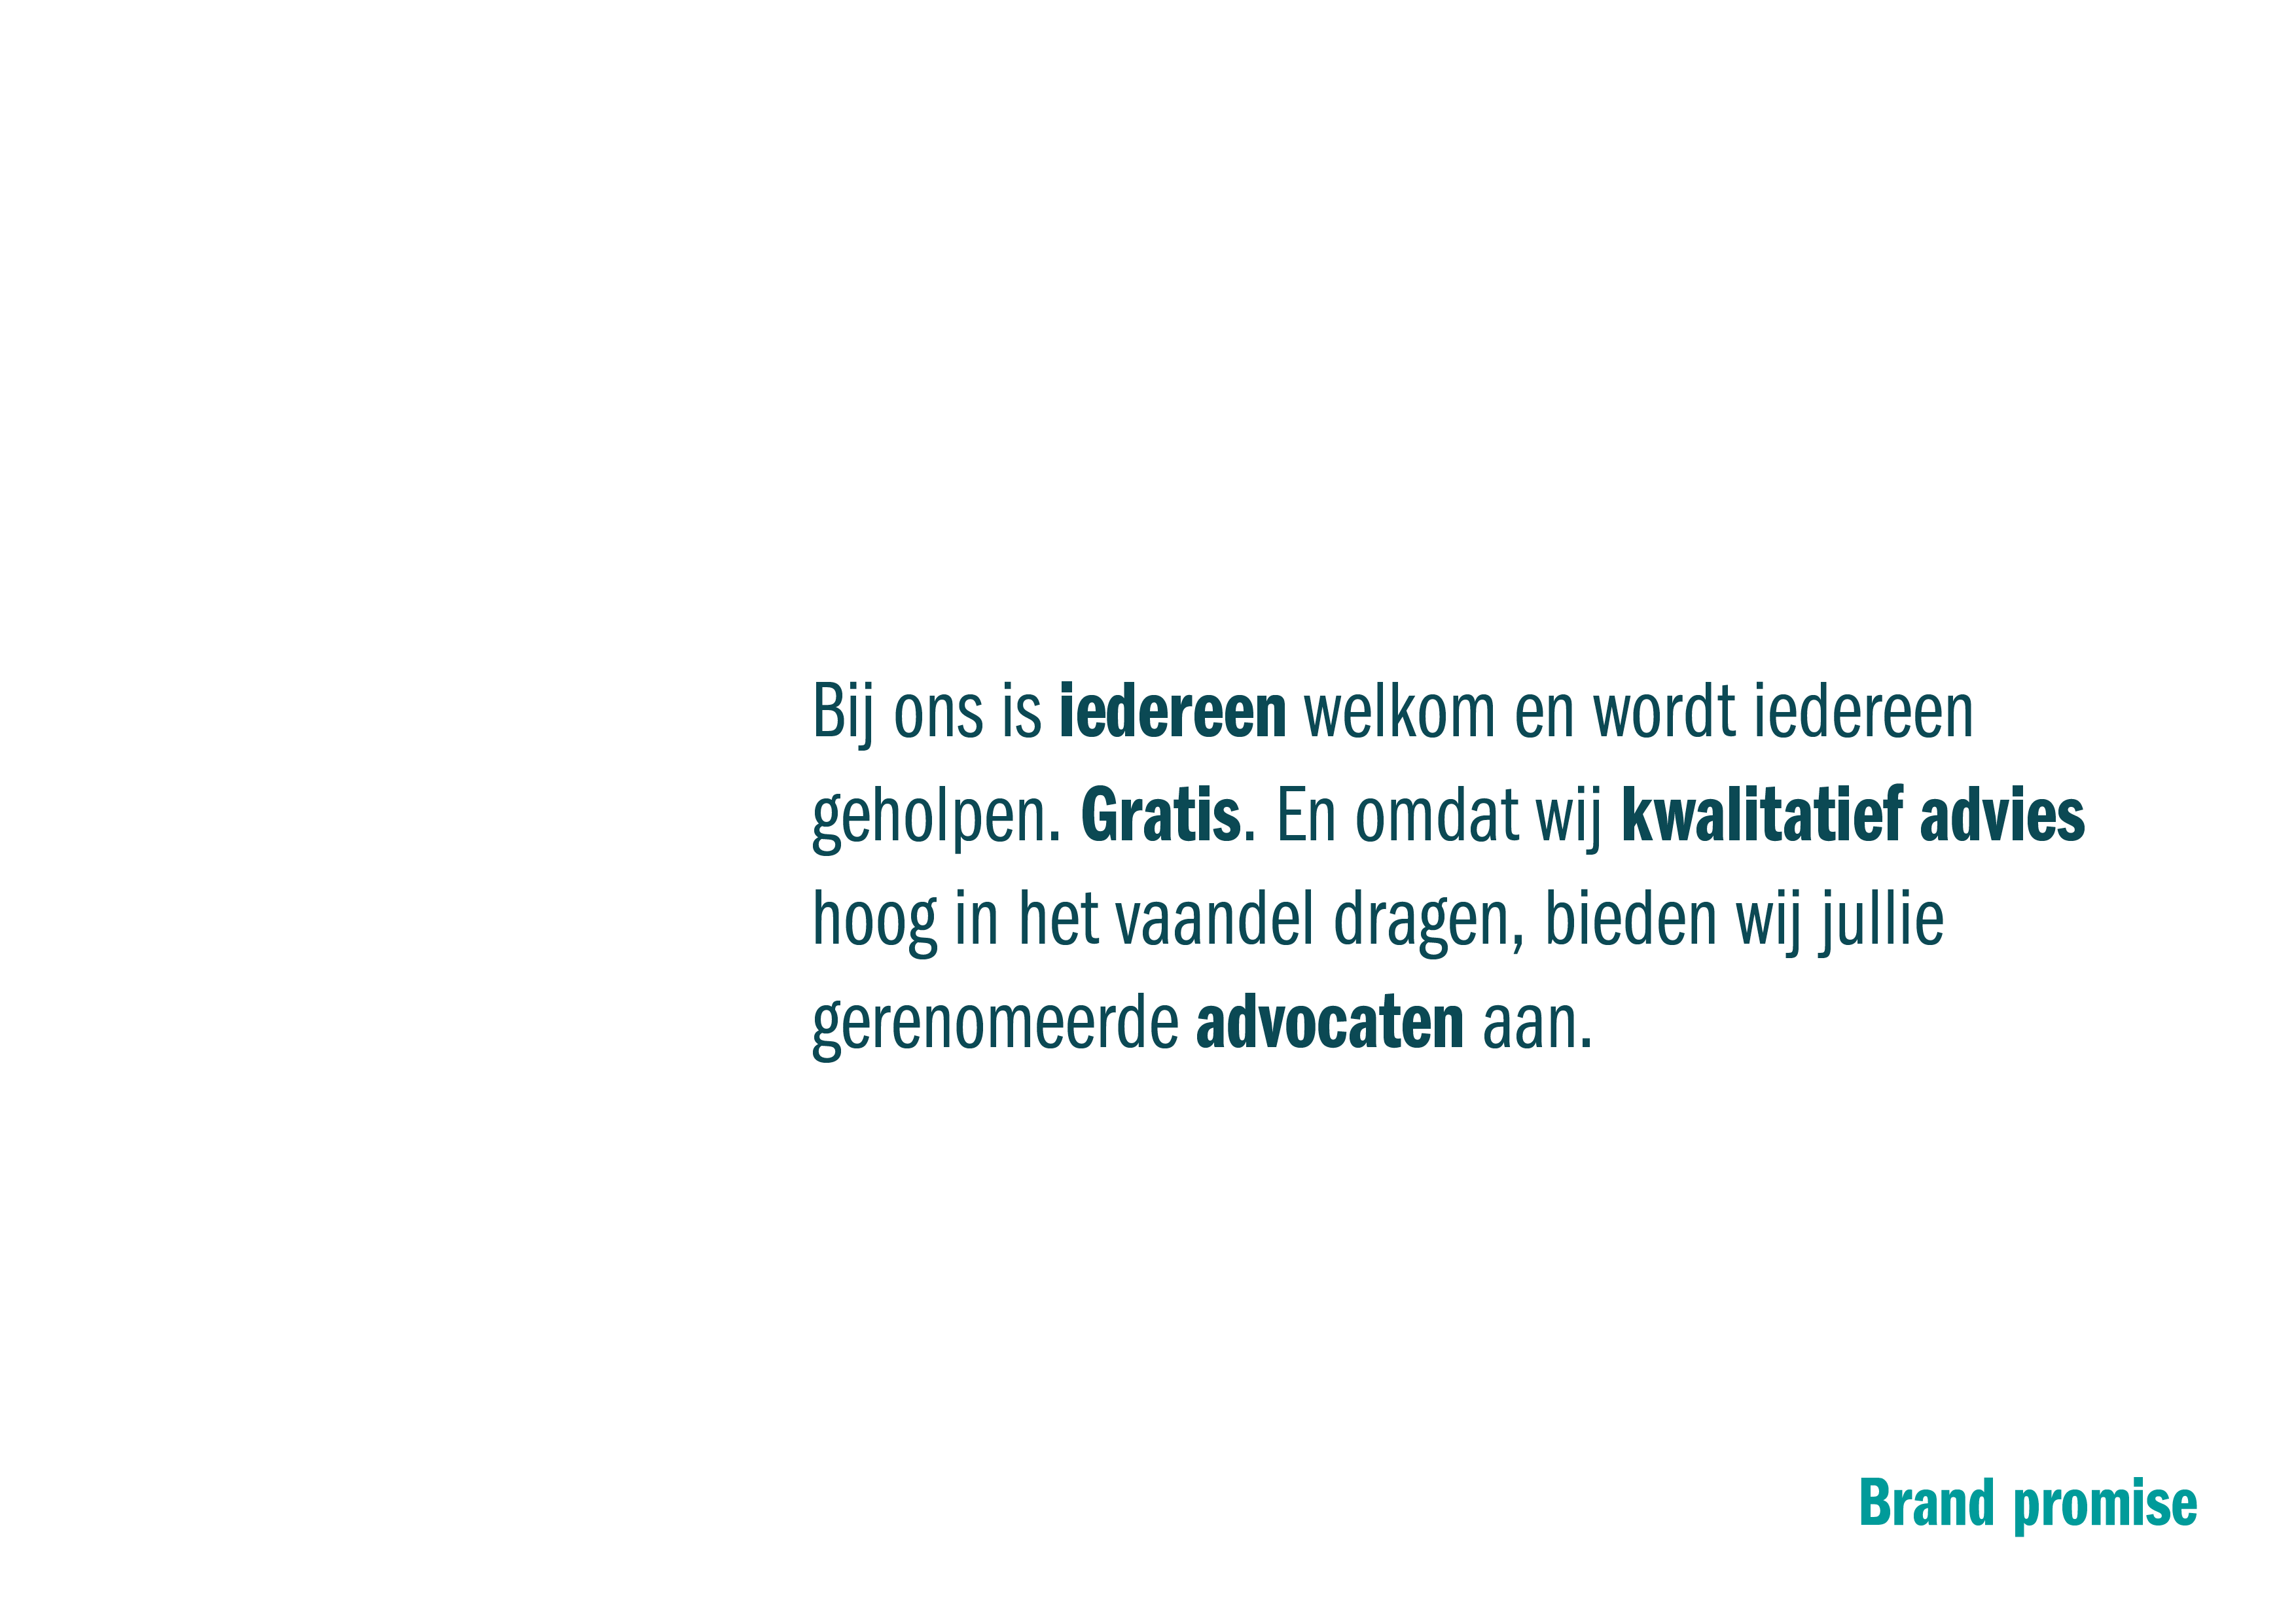 Bij ons is iedereen welkom en wordt iedereen
geholpen. Gratis. En omdat wij kwalitatief advies
hoog in het vaandel dragen, bieden wij jullie
gerenomeerde advocaten aan.
Brand promise